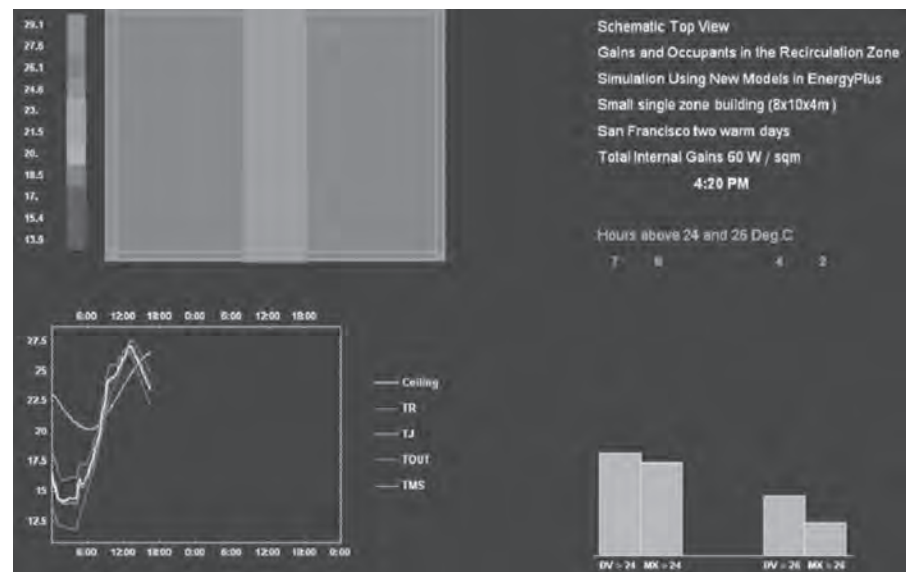 29.1
27.6
26.1
24.6
23.
21.5
20.
18.5
17.
15.4
13.9
Schematic Top View
Gains and Occupants in the Recirculation Zone
Simulation Using New Models in EnergyPlus
Small single zone building (8x10x4m)
San Francisco two warm days
Total Internal Gains 60 W / sqm
4:20 PM
Hours above 24 and 26 Deg.C
7 6 4 2
6:00 12:00 18:00 0:00 6:00 12:00 18:00
27.5
25
22.5
20
17.5
15
12.5
6:00 12:00 18:00 0:00 6:00 12:00 18:00 0:00
Ceiling
TR
TJ
TOUT
TMS
DV > 24 MX > 24 DV > 26 MX > 26